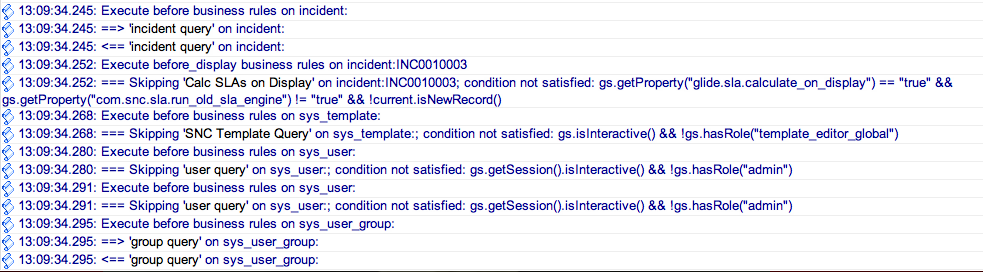 13:09:34.245: Execute before business rules on incident:
13:09:34.245: ==> 'incident query' on incident:
13:09:34.245: <== 'incident query' on incident:
13:09:34.252: Execute before_display business rules on incident:INC0010003
13:09:34.252: === Skipping 'Calc SLAs on Display' on incident:INC0010003; condition not satisfied: gs.getProperty("glide.sla.calculate_on_display") == "true" &&
gs.getProperty("com.snc.sla.run_old_sla_engine") != "true" && !current.isNewRecord()
13:09:34.268: Execute before business rules on sys_template:
13:09:34.268: === Skipping 'SNC Template Query' on sys_template:; condition not satisfied: gs.isInteractive() && !gs.hasRole("template_editor_global")
13:09:34.280: Execute before business rules on sys_user:
13:09:34.280: === Skipping 'user query' on sys_user:; condition not satisfied: gs.getSession().isInteractive() && !gs.hasRole("admin")
13:09:34.291: Execute before business rules on sys_user:
13:09:34.291: === Skipping 'user query' on sys_user:; condition not satisfied: gs.getSession().isInteractive() && !gs.hasRole("admin")
13:09:34.295: Execute before business rules on sys_user_group:
13:09:34.295: ==> 'group query' on sys_user_group:
13:09:34.295: <== 'group query' on sys_user_group: